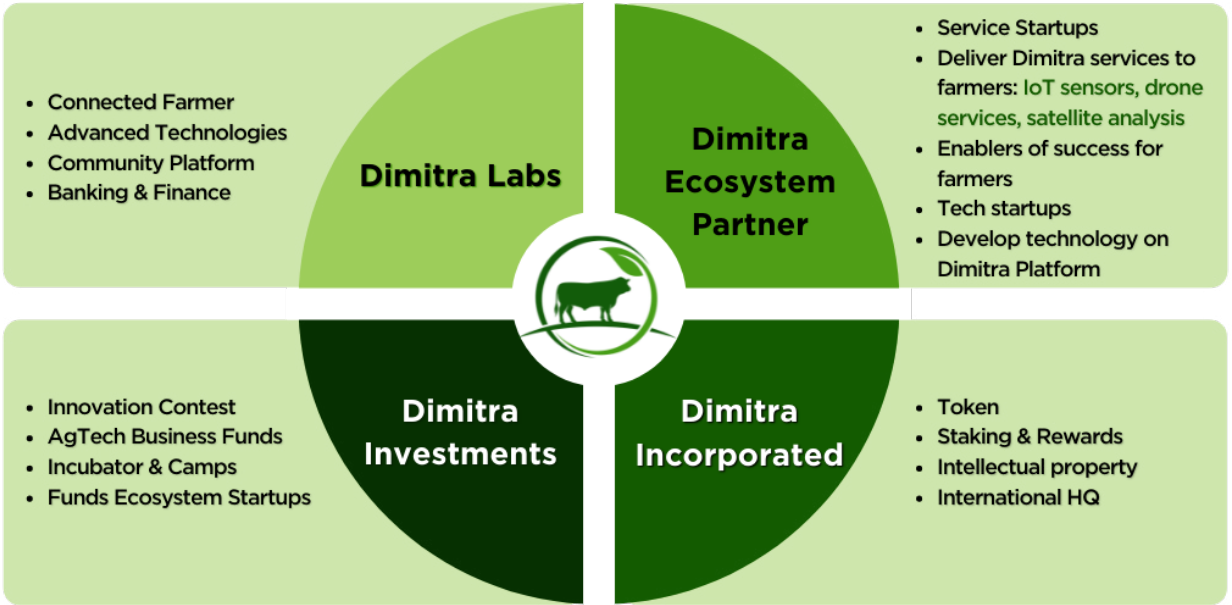 Dimitra Labs
• Connected Farmer
• Advanced Technologies
• Community Platform
• Banking & Finance
Dimitra
Ecosystem
Partner
• Service Startups
• Deliver Dimitra services to
farmers: IoT sensors, drone
services, satellite analysis
• Enablers of success for
farmers
• Tech startups
• Develop technology on
Dimitra Platform
Dimitra
Investments
• Innovation Contest
• AgTech Business Funds
• Incubator & Camps
• Funds Ecosystem Startups
Dimitra
Incorporated
• Token
• Staking & Rewards
• Intellectual property
• International HQ